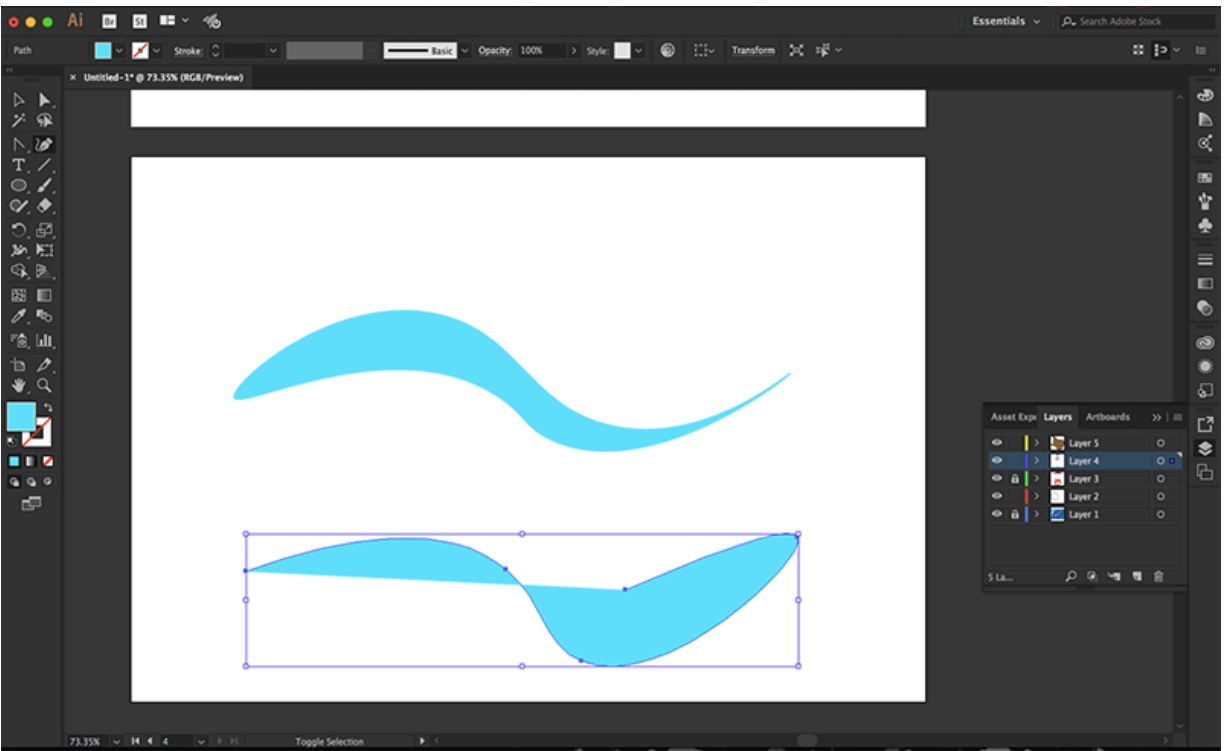 Ai Br St Essentials Search Adobe Stock
Path Stroke: Basic Opacity: 100% Style: Transform
× Untitled-1* @ 73.35% (RGB/Preview)
T
Asset Expo Layers Artboards
Layer 5
Layer 4
Layer 3
Layer 2
Layer 1
5 La...
73.35% 4 Toggle Selection